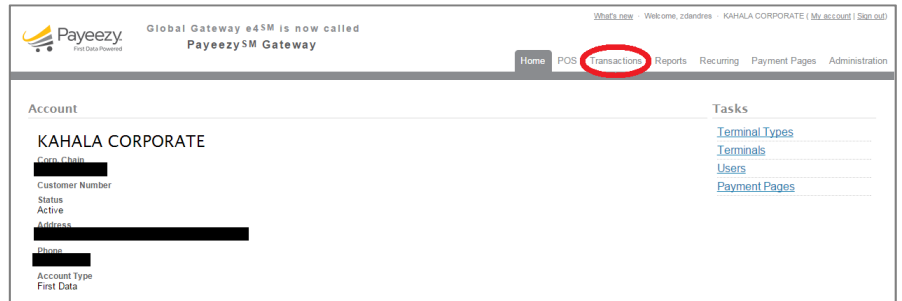 What's new - Welcome, zdandres - KAHALA CORPORATE ( My account | Sign out)
Payeezy.
First Data Powered
Global Gateway e4℠ is now called
Payeezy℠ Gateway
Home POS Transactions Reports Recurring Payment Pages Administration
Account
KAHALA CORPORATE
Corp. Chain
Customer Number
Status
Active
Address
Phone
Account Type
First Data
Tasks
Terminal Types
Terminals
Users
Payment Pages